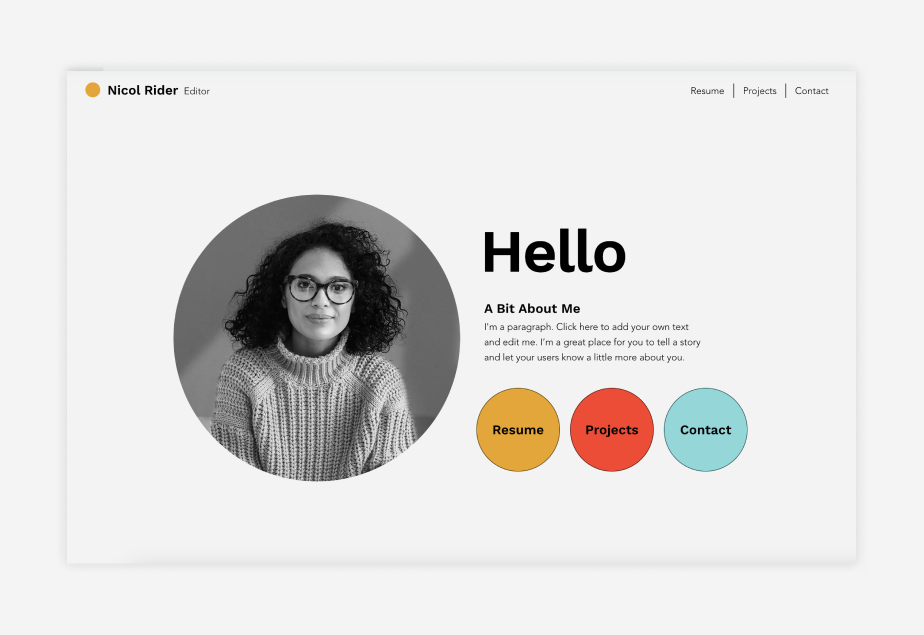 Nicol Rider Editor
Resume | Projects | Contact
Hello
A Bit About Me
I'm a paragraph. Click here to add your own text
and edit me. I'm a great place for you to tell a story
and let your users know a little more about you.
Resume
Projects
Contact